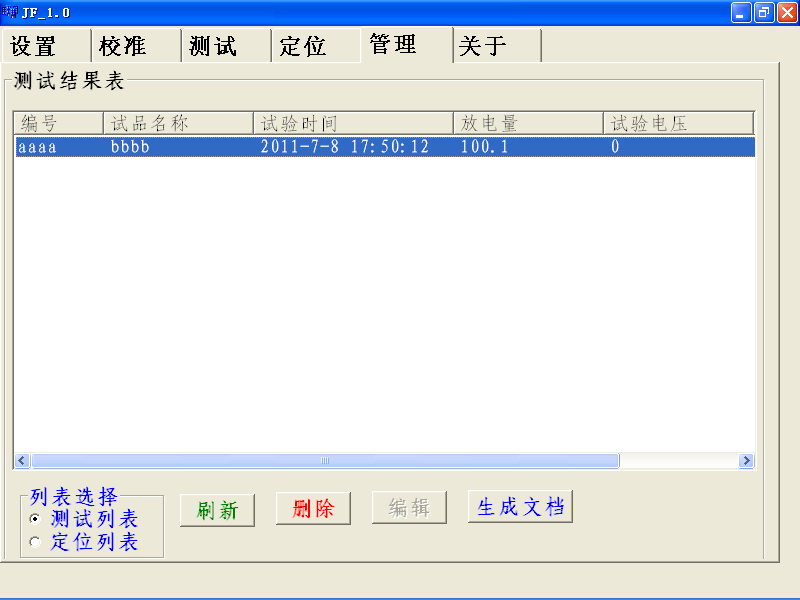 JF_1.0
设置 校准 测试 定位 管理 关于
测试结果表
编号 试品名称 试验时间 放电量 试验电压
aaaa bbbb 2011-7-8 17:50:12 100.1 0
列表选择
测试列表
定位列表
刷新 删除 编辑 生成文档